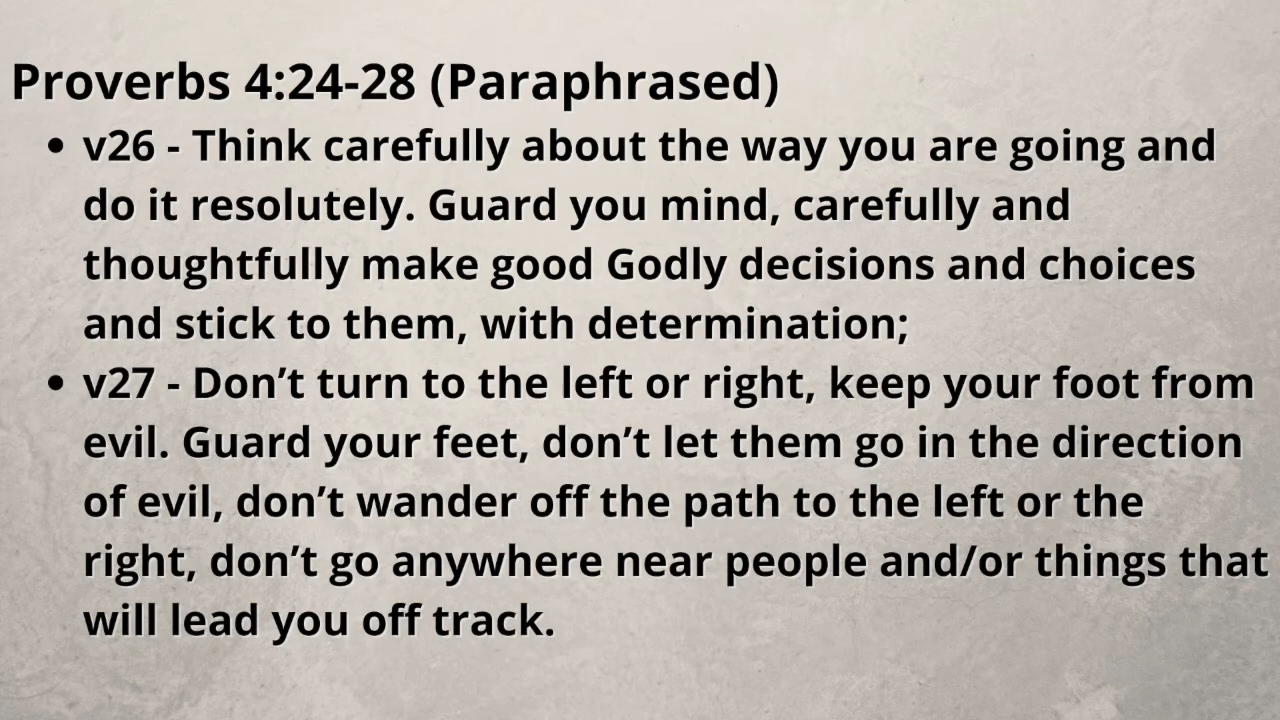 Proverbs 4:24-28 (Paraphrased)
• v26 - Think carefully about the way you are going and
do it resolutely. Guard you mind, carefully and
thoughtfully make good Godly decisions and choices
and stick to them, with determination;
• v27 - Don’t turn to the left or right, keep your foot from
evil. Guard your feet, don’t let them go in the direction
of evil, don’t wander off the path to the left or the
right, don’t go anywhere near people and/or things that
will lead you off track.